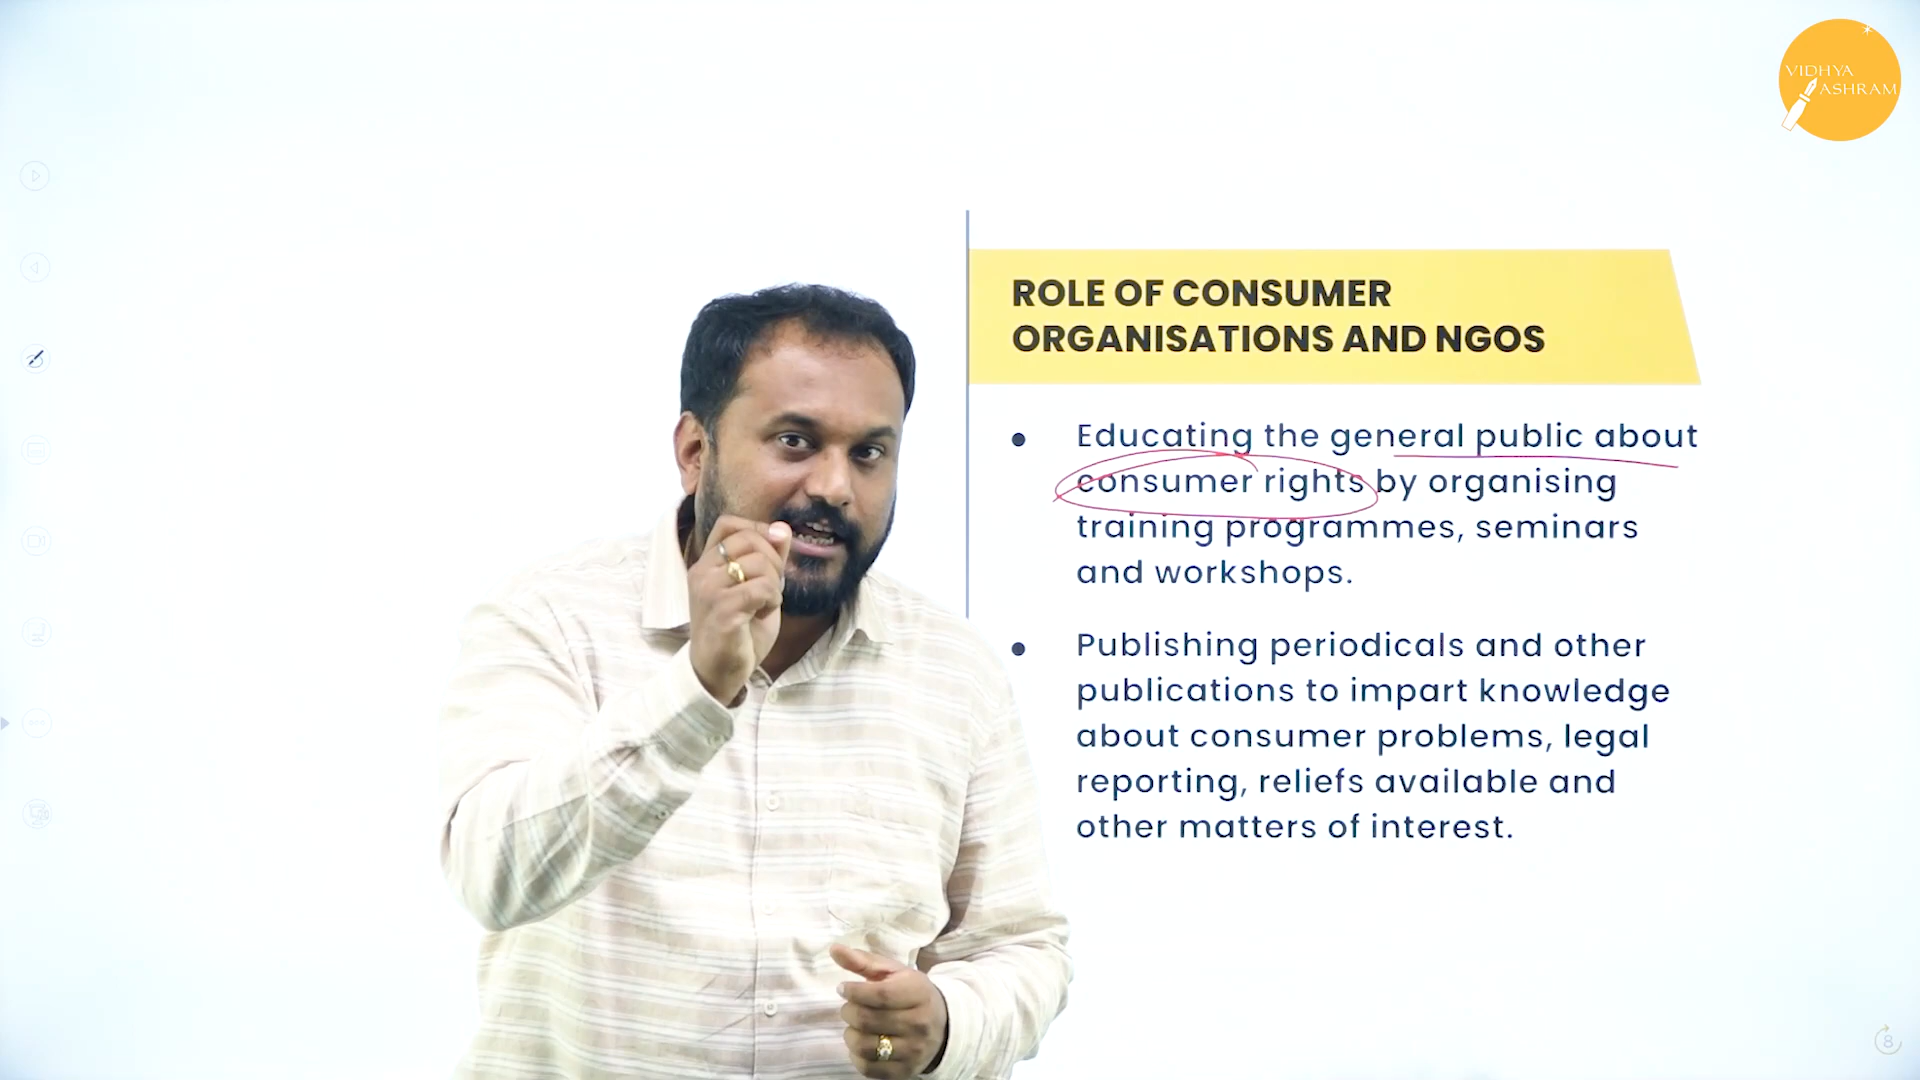 VIDHYA
ASHRAM
ROLE OF CONSUMER
ORGANISATIONS AND NGOS
• Educating the general public about
consumer rights by organising
training programmes, seminars
and workshops.
• Publishing periodicals and other
publications to impart knowledge
about consumer problems, legal
reporting, reliefs available and
other matters of interest.
8